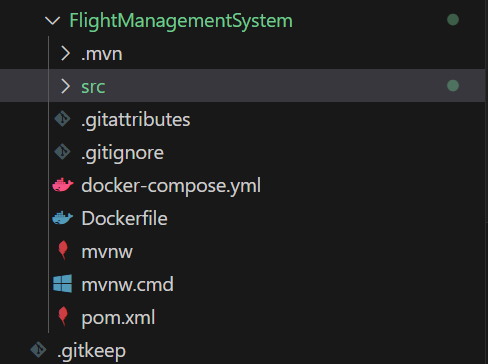 FlightManagementSystem
.mvn
src
.gitattributes
.gitignore
docker-compose.yml
Dockerfile
mvnw
mvnw.cmd
pom.xml
.gitkeep